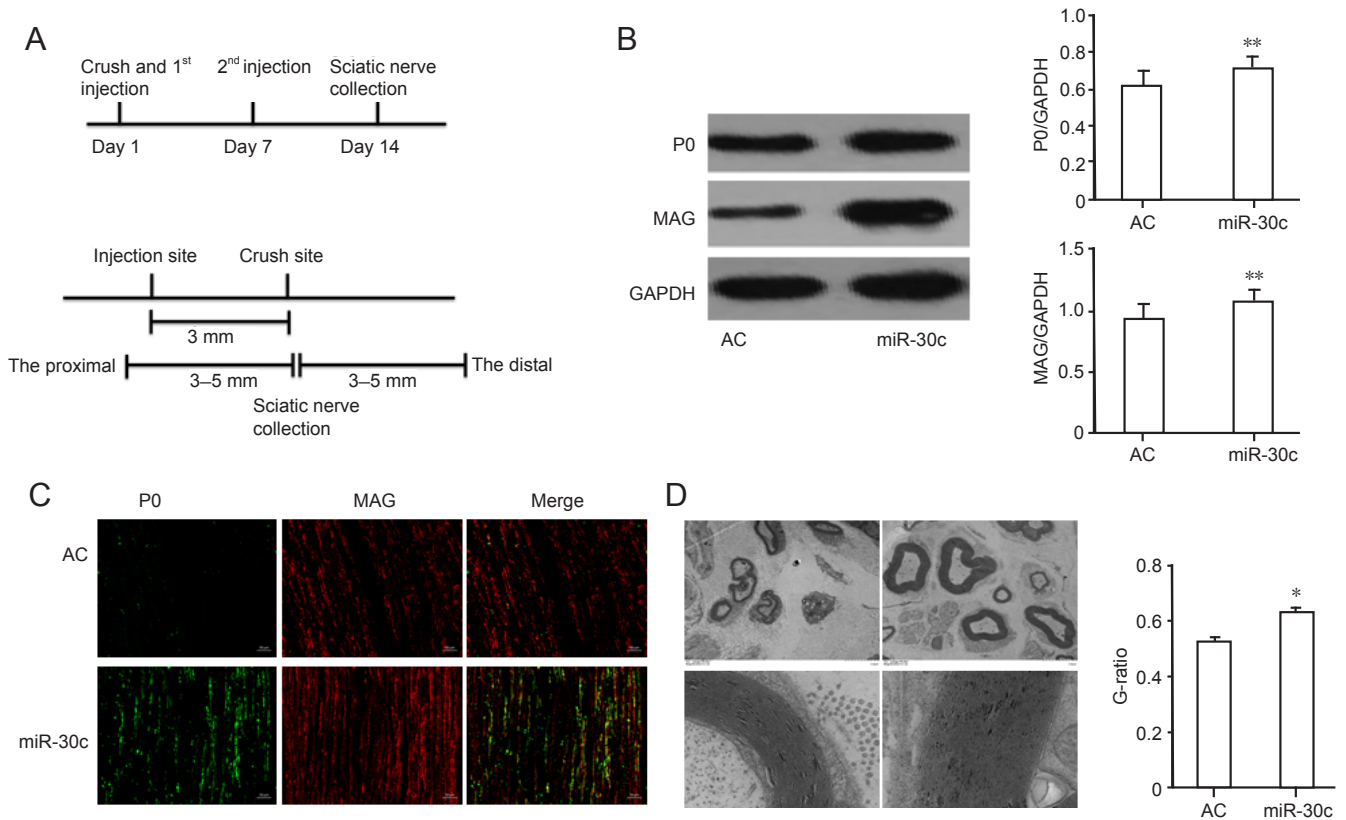 A
Crush and 1st
injection
2nd injection
Sciatic nerve
collection
Day 1
Day 7
Day 14
Injection site
Crush site
3 mm
The proximal
The distal
3–5 mm
3–5 mm
Sciatic nerve
collection
B
P0
MAG
GAPDH
AC
miR-30c
P0/GAPDH
1.0
0.8
0.6
0.4
0.2
0
**
AC
miR-30c
MAG/GAPDH
1.5
1.0
0.5
0
**
AC
miR-30c
C
P0
MAG
Merge
AC
miR-30c
D
G-ratio
0.8
0.6
0.4
0.2
0
*
AC
miR-30c